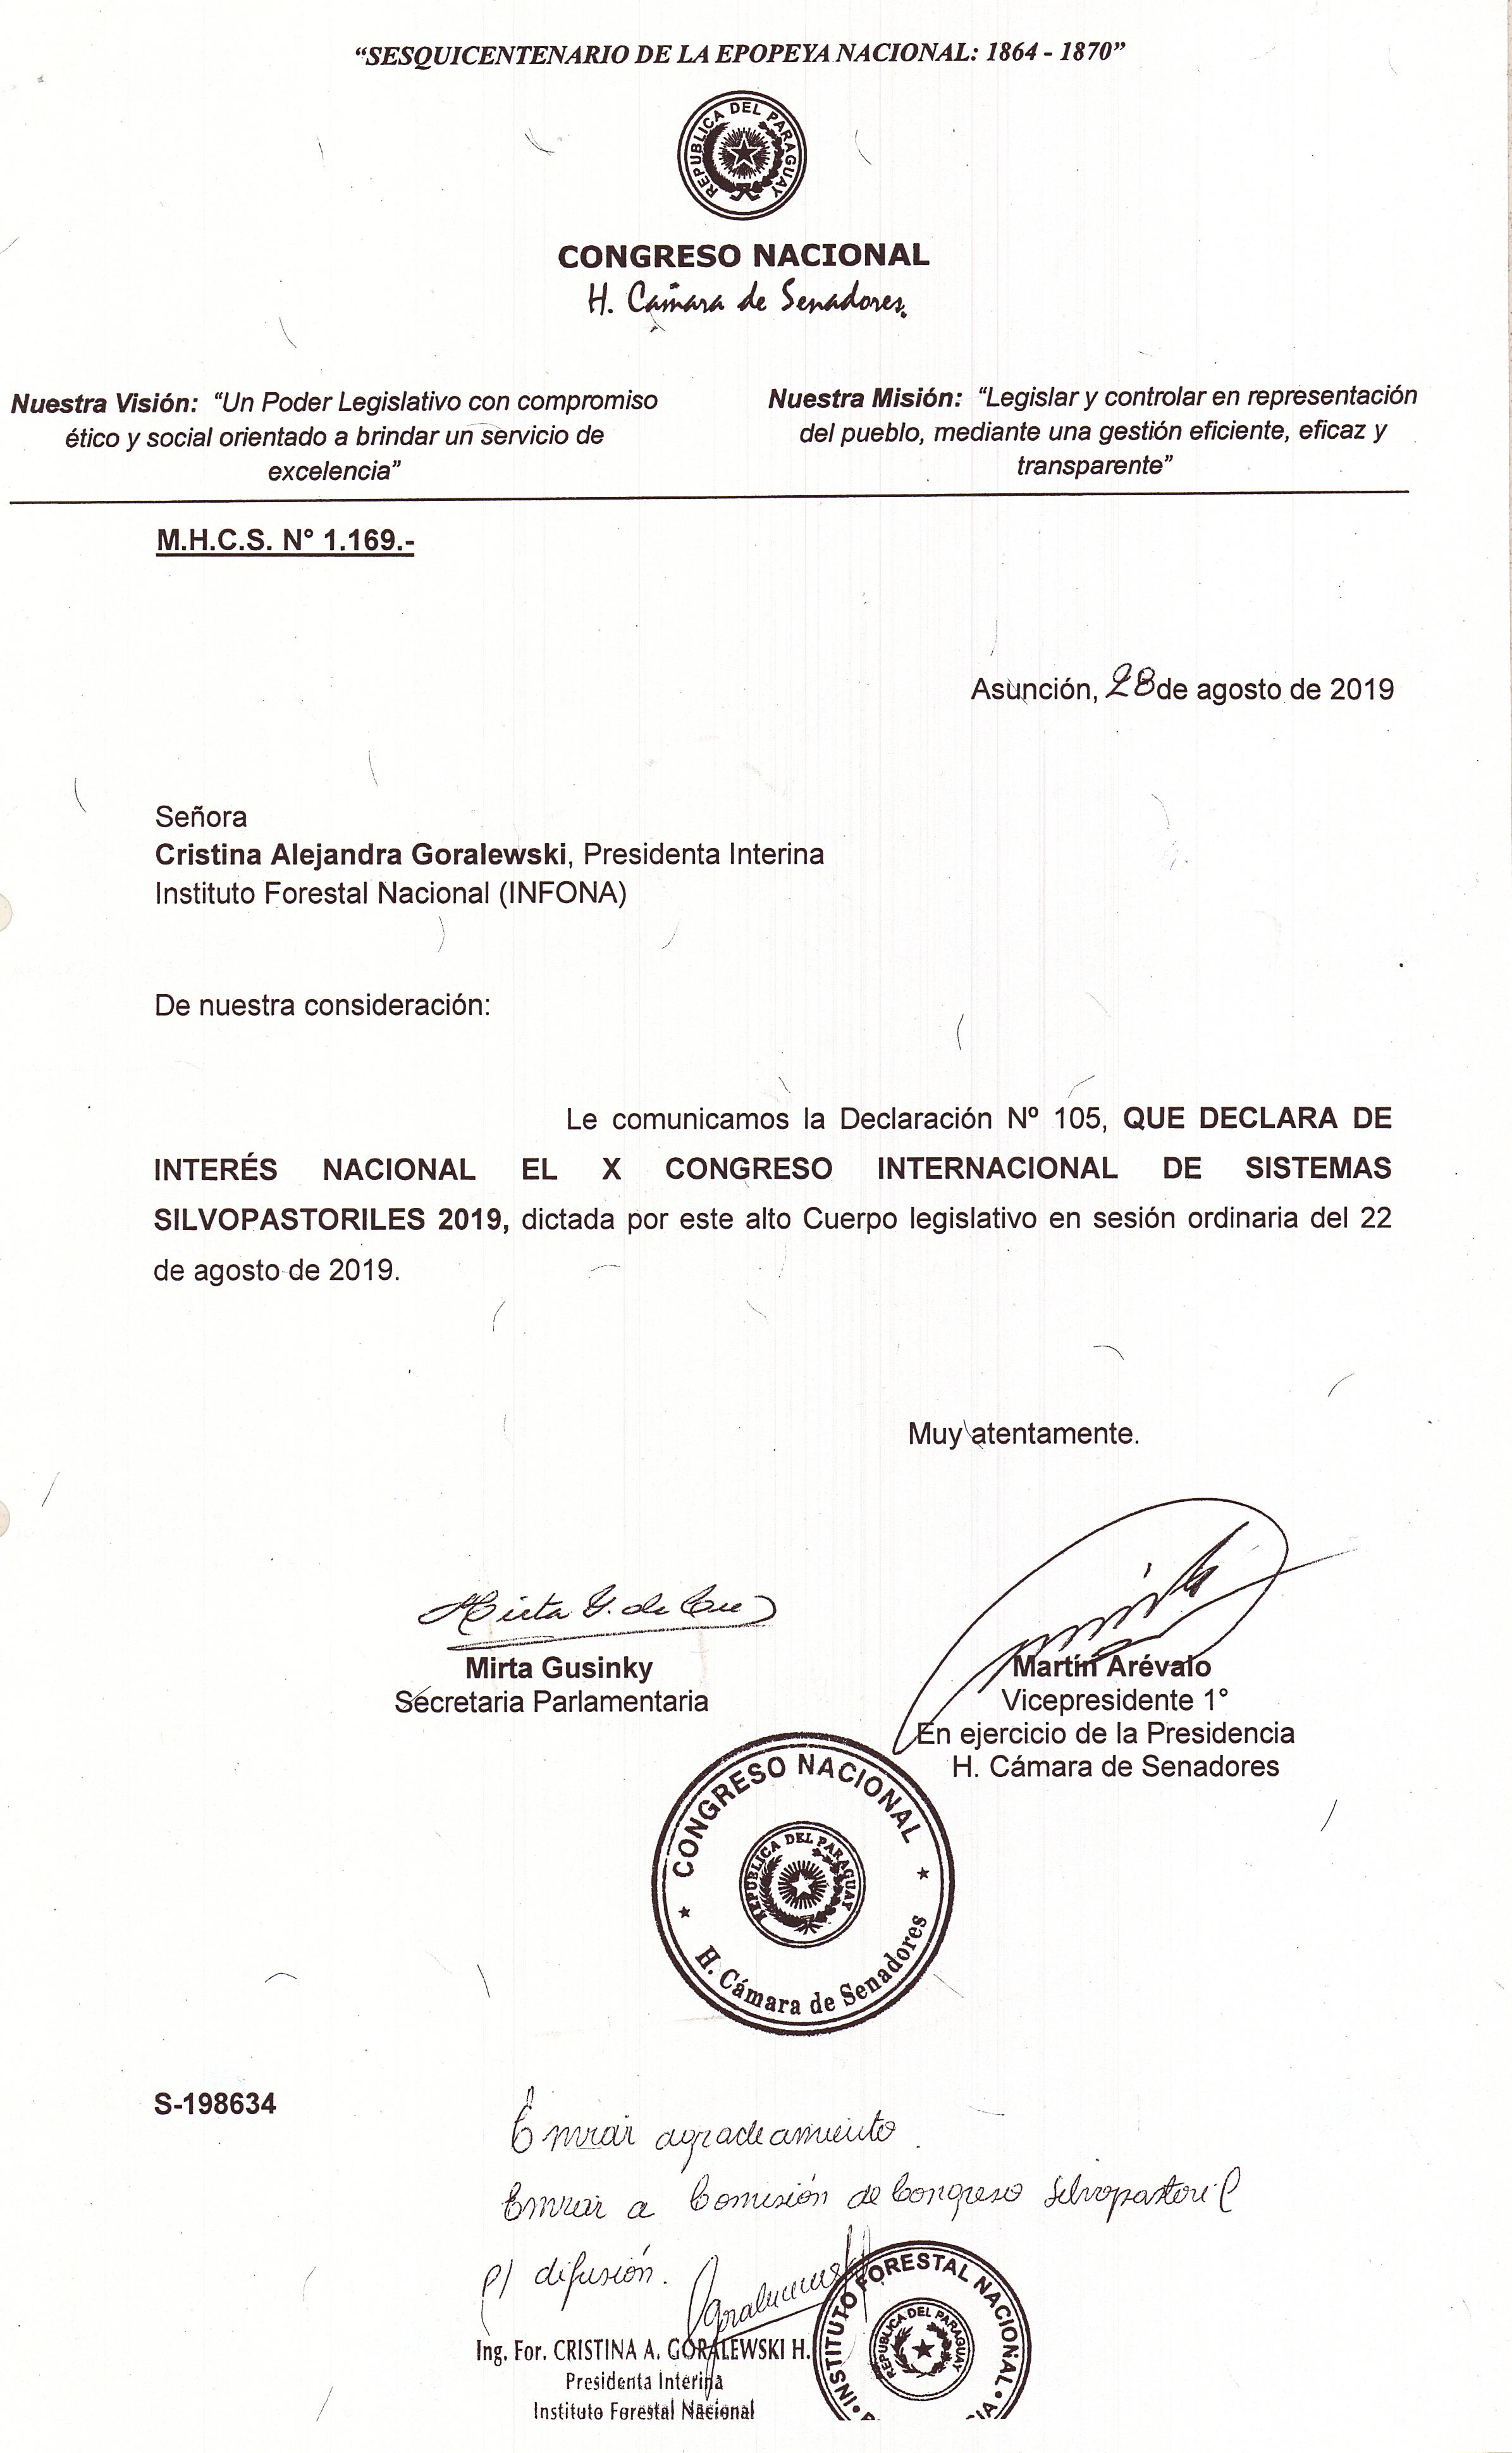 “SESQUICENTENARIO DE LA EPOPEYA NACIONAL: 1864 - 1870”
REPUBLICA DEL PARAGUAY
CONGRESO NACIONAL
H. Cámara de Senadores
Nuestra Visión: “Un Poder Legislativo con compromiso
ético y social orientado a brindar un servicio de
excelencia”
Nuestra Misión: “Legislar y controlar en representación
del pueblo, mediante una gestión eficiente, eficaz y
transparente”
M.H.C.S. N° 1.169.-
Asunción, 28 de agosto de 2019
Señora
Cristina Alejandra Goralewski, Presidenta Interina
Instituto Forestal Nacional (INFONA)
De nuestra consideración:
Le comunicamos la Declaración Nº 105, QUE DECLARA DE
INTERÉS NACIONAL EL X CONGRESO INTERNACIONAL DE SISTEMAS
SILVOPASTORILES 2019, dictada por este alto Cuerpo legislativo en sesión ordinaria del 22
de agosto de 2019.
Muy atentamente.
Mirta G. de
Mirta Gusinky
Secretaria Parlamentaria
Martín Arévalo
Vicepresidente 1°
En ejercicio de la Presidencia
H. Cámara de Senadores
CONGRESO NACIONAL
REPUBLICA DEL PARAGUAY
H. Cámara de Senadores
S-198634
Enviar agradecimiento
Enviar a Comisión de Congreso Silvopastoril
p/ difusión.
Ing. For. CRISTINA A. GORALEWSKI H.
Presidenta Interina
Instituto Forestal Nacional
INSTITUTO FORESTAL NACIONAL
REPUBLICA DEL PARAGUAY